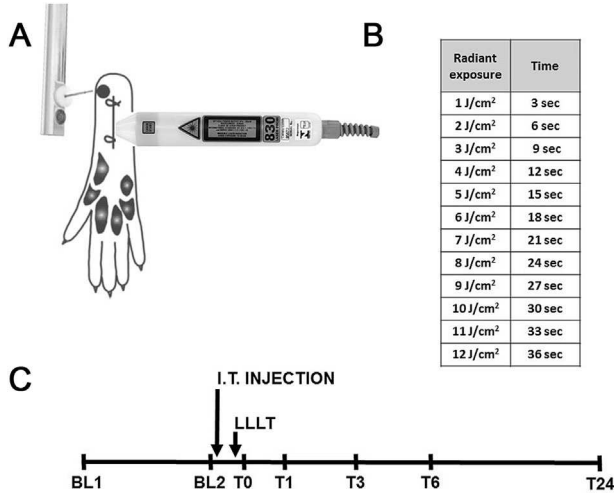 A
B
830
Radiant exposure Time
1 J/cm² 3 sec
2 J/cm² 6 sec
3 J/cm² 9 sec
4 J/cm² 12 sec
5 J/cm² 15 sec
6 J/cm² 18 sec
7 J/cm² 21 sec
8 J/cm² 24 sec
9 J/cm² 27 sec
10 J/cm² 30 sec
11 J/cm² 33 sec
12 J/cm² 36 sec
C
I.T. INJECTION
LLLT
BL1 BL2 T0 T1 T3 T6 T24